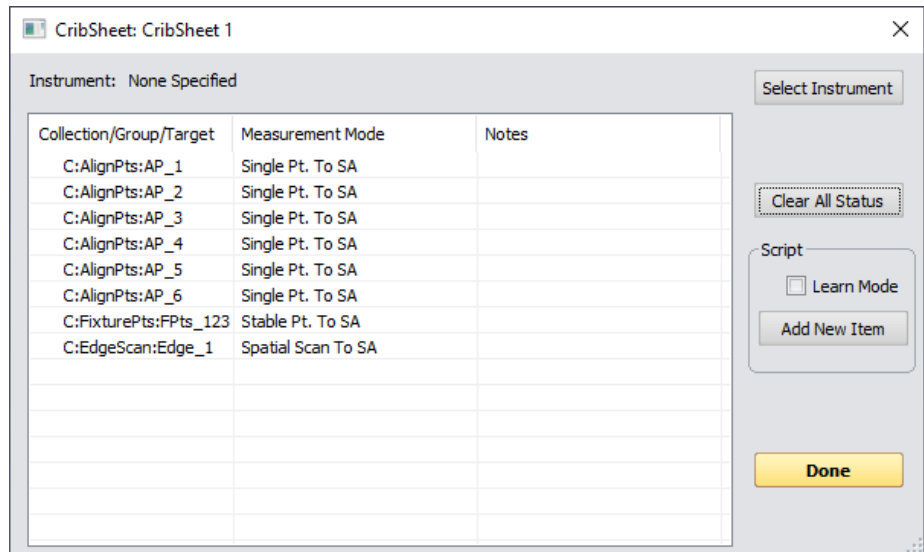 CribSheet: CribSheet 1
Instrument: None Specified
Select Instrument
Collection/Group/Target Measurement Mode Notes
C:AlignPts:AP_1 Single Pt. To SA
C:AlignPts:AP_2 Single Pt. To SA
C:AlignPts:AP_3 Single Pt. To SA
C:AlignPts:AP_4 Single Pt. To SA
C:AlignPts:AP_5 Single Pt. To SA
C:AlignPts:AP_6 Single Pt. To SA
C:FixturePts:FPts_123 Stable Pt. To SA
C:EdgeScan:Edge_1 Spatial Scan To SA
Clear All Status
Script
Learn Mode
Add New Item
Done